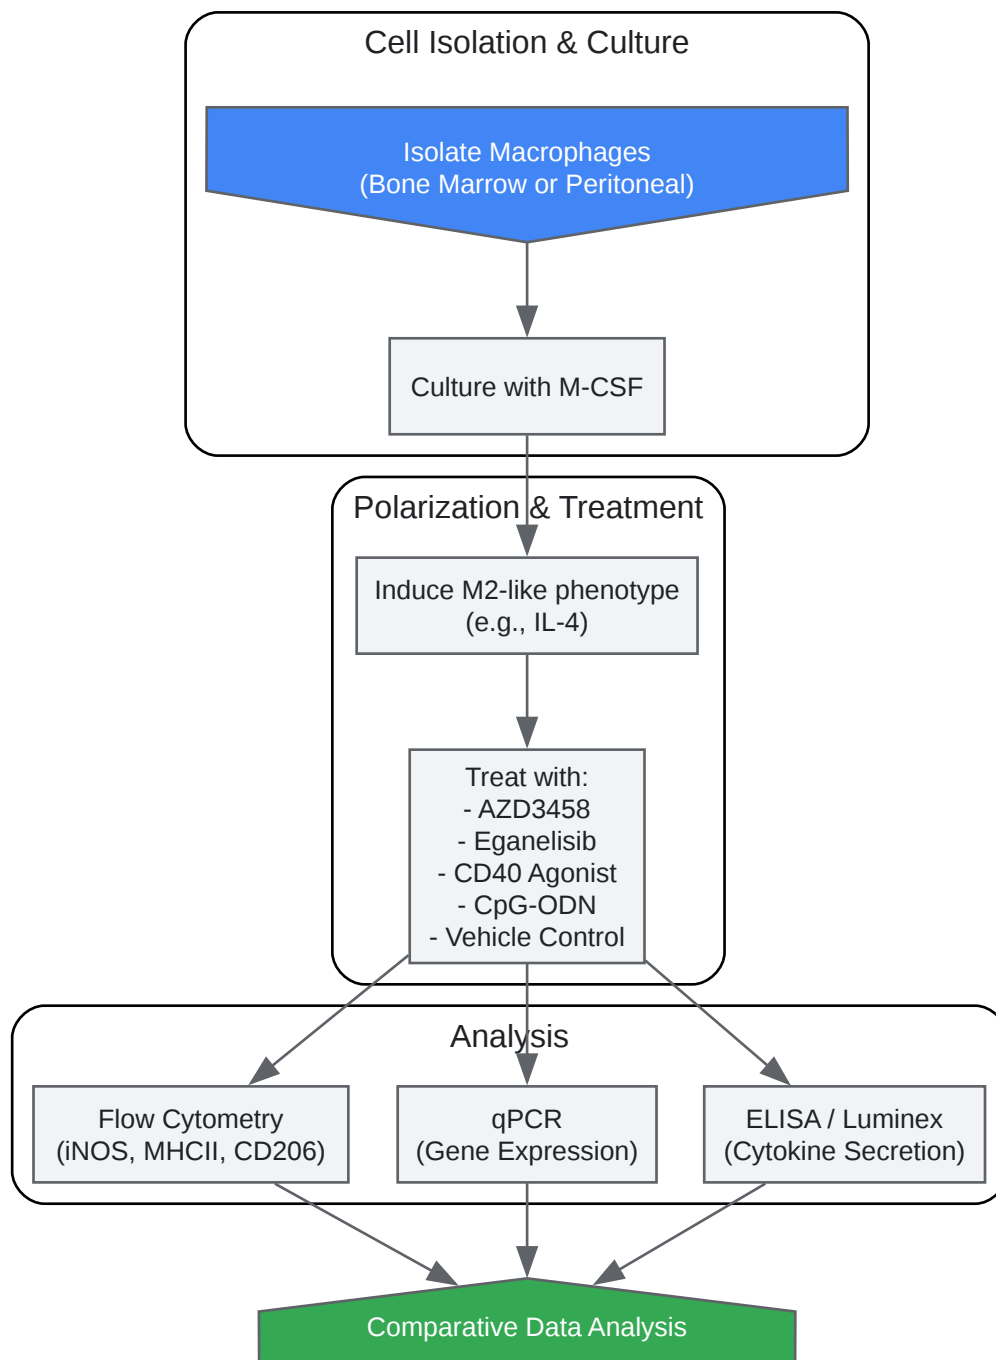 Cell Isolation & Culture
Isolate Macrophages
(Bone Marrow or Peritoneal)
Culture with M-CSF
Polarization & Treatment
Induce M2-like phenotype
(e.g., IL-4)
Treat with:
- AZD3458
- Eganelisib
- CD40 Agonist
- CpG-ODN
- Vehicle Control
Analysis
Flow Cytometry
(iNOS, MHCII, CD206)
qPCR
(Gene Expression)
ELISA / Luminex
(Cytokine Secretion)
Comparative Data Analysis